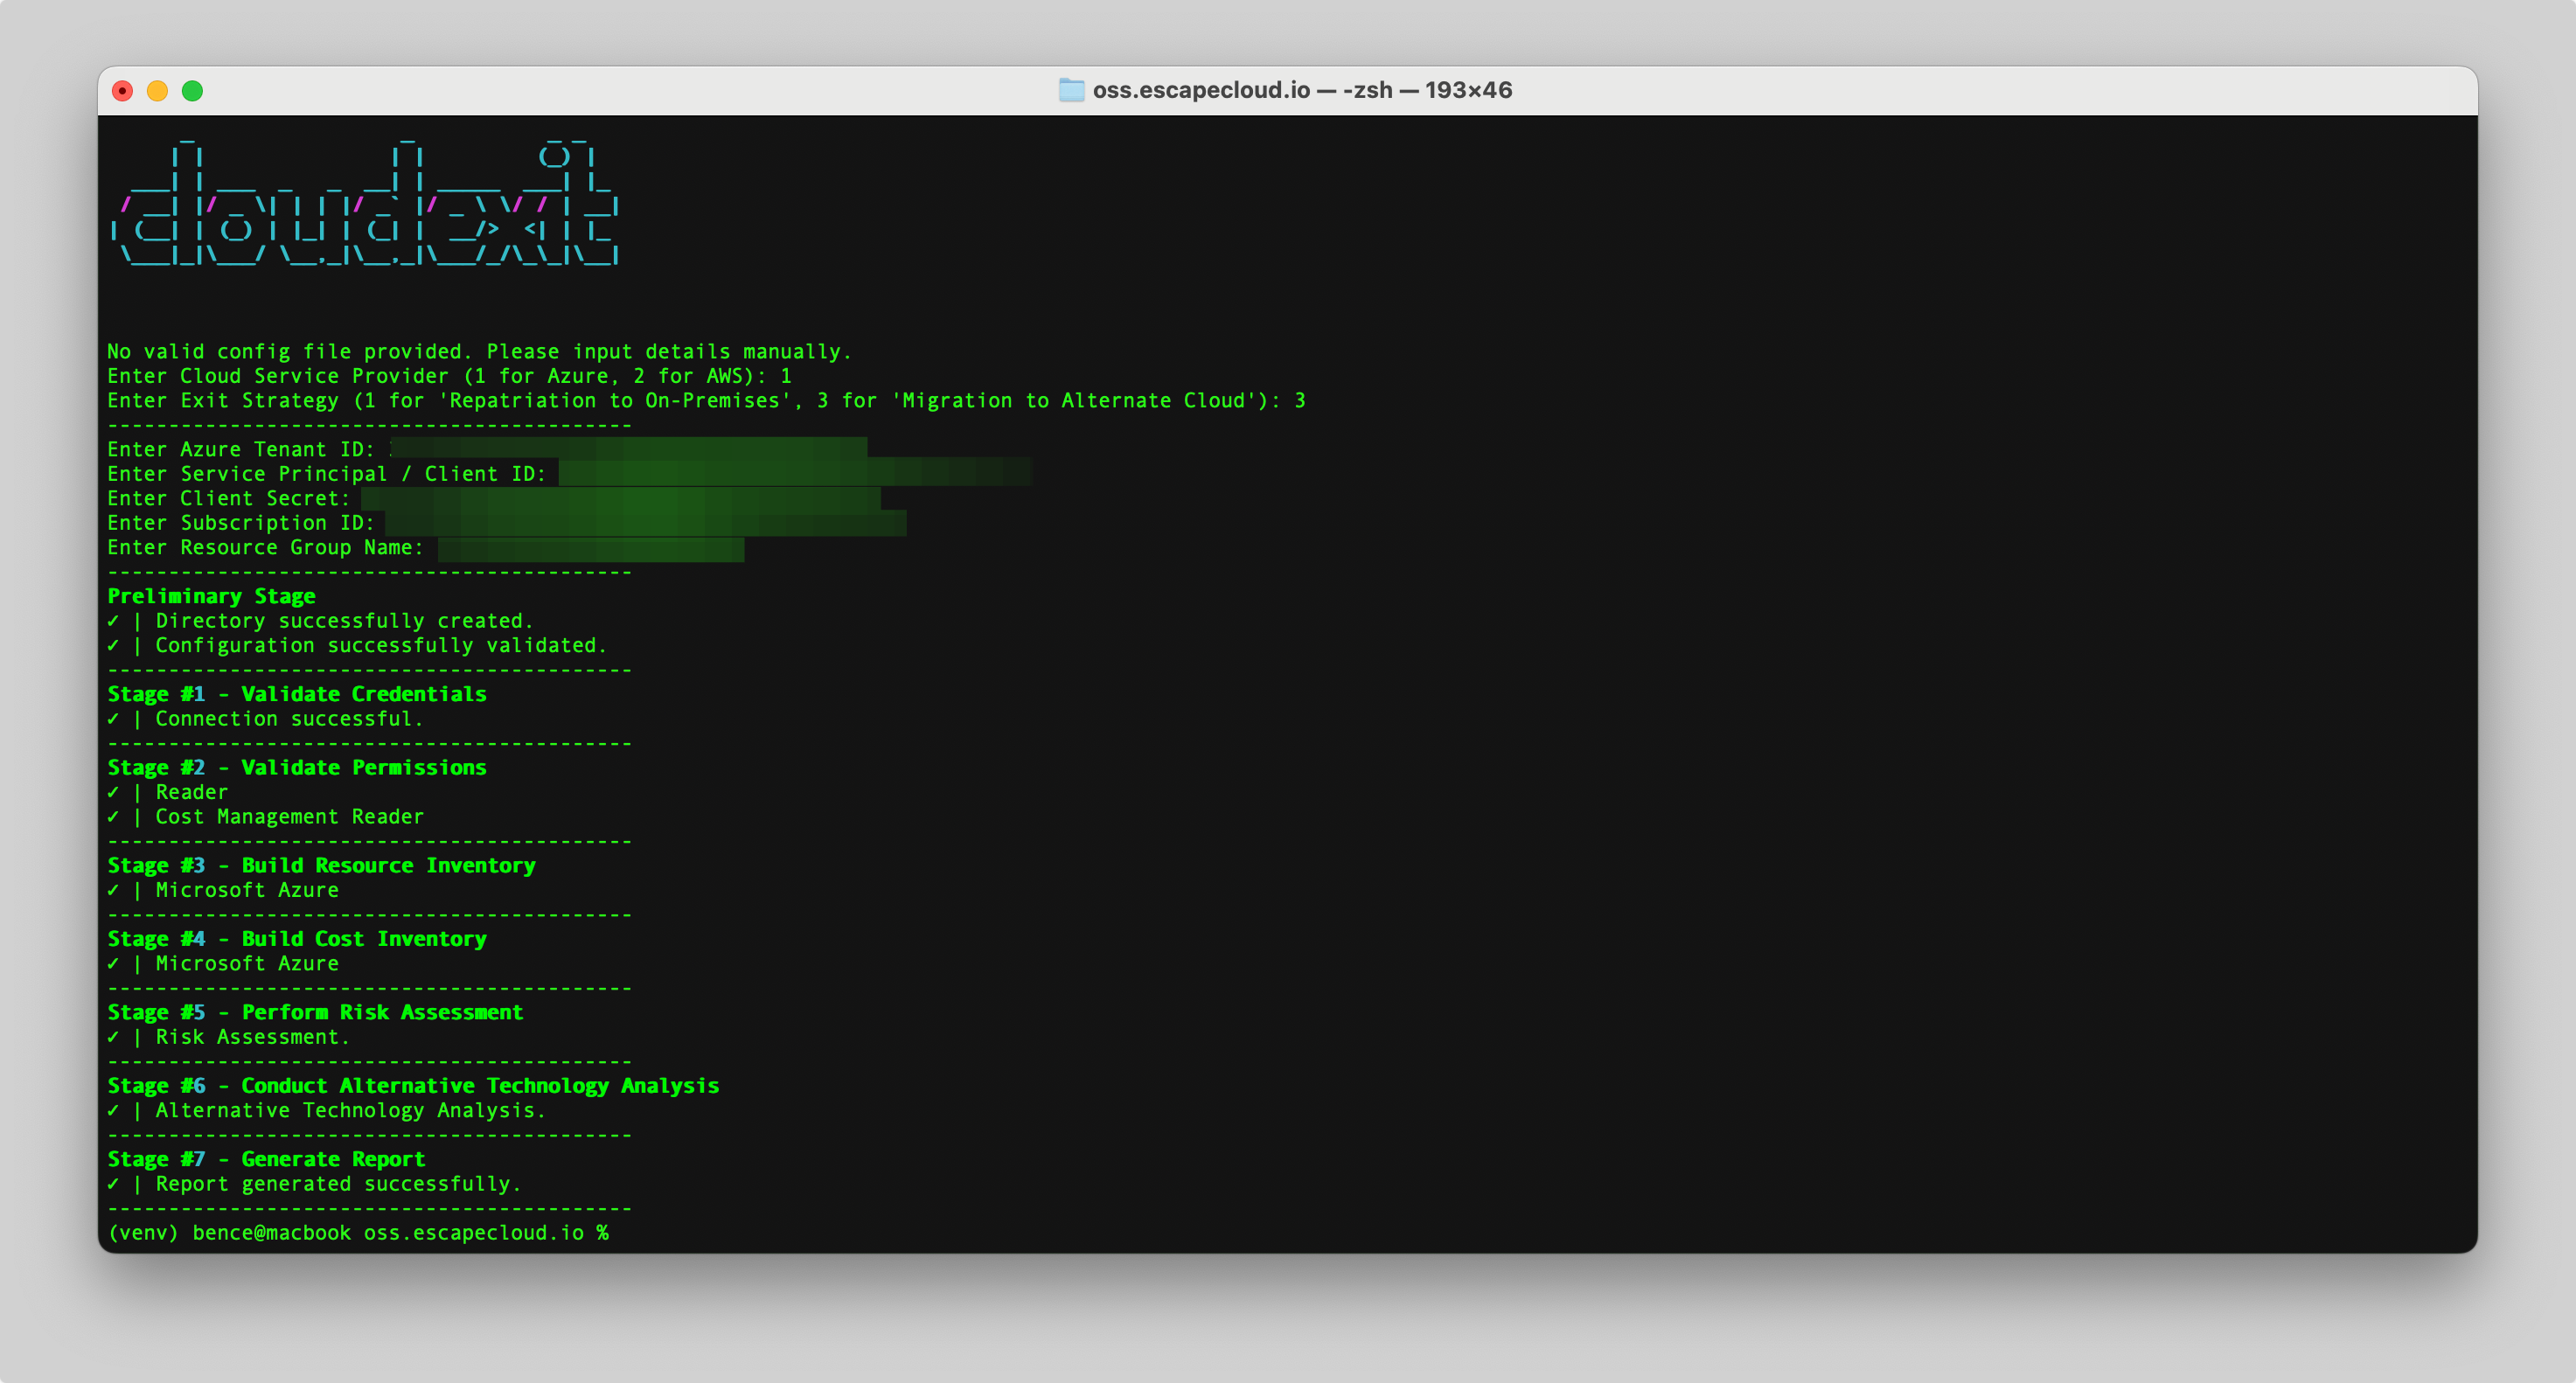 oss.escapecloud.io — -zsh — 193×46
cloudexit
No valid config file provided. Please input details manually.
Enter Cloud Service Provider (1 for Azure, 2 for AWS): 1
Enter Exit Strategy (1 for 'Repatriation to On-Premises', 3 for 'Migration to Alternate Cloud'): 3
-------------------------------------------
Enter Azure Tenant ID:
Enter Service Principal / Client ID:
Enter Client Secret:
Enter Subscription ID:
Enter Resource Group Name:
-------------------------------------------
Preliminary Stage
✓ | Directory successfully created.
✓ | Configuration successfully validated.
-------------------------------------------
Stage #1 - Validate Credentials
✓ | Connection successful.
-------------------------------------------
Stage #2 - Validate Permissions
✓ | Reader
✓ | Cost Management Reader
-------------------------------------------
Stage #3 - Build Resource Inventory
✓ | Microsoft Azure
-------------------------------------------
Stage #4 - Build Cost Inventory
✓ | Microsoft Azure
-------------------------------------------
Stage #5 - Perform Risk Assessment
✓ | Risk Assessment.
-------------------------------------------
Stage #6 - Conduct Alternative Technology Analysis
✓ | Alternative Technology Analysis.
-------------------------------------------
Stage #7 - Generate Report
✓ | Report generated successfully.
-------------------------------------------
(venv) bence@macbook oss.escapecloud.io %